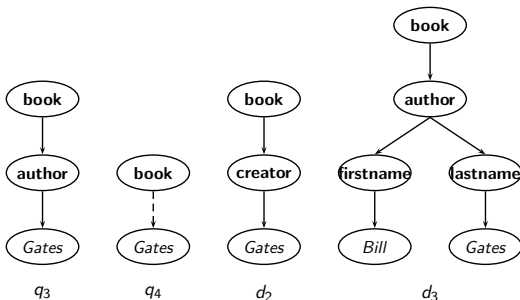 book
book book author
author book creator firstname lastname
Gates Gates Gates Bill Gates
q3 q4 d2 d3